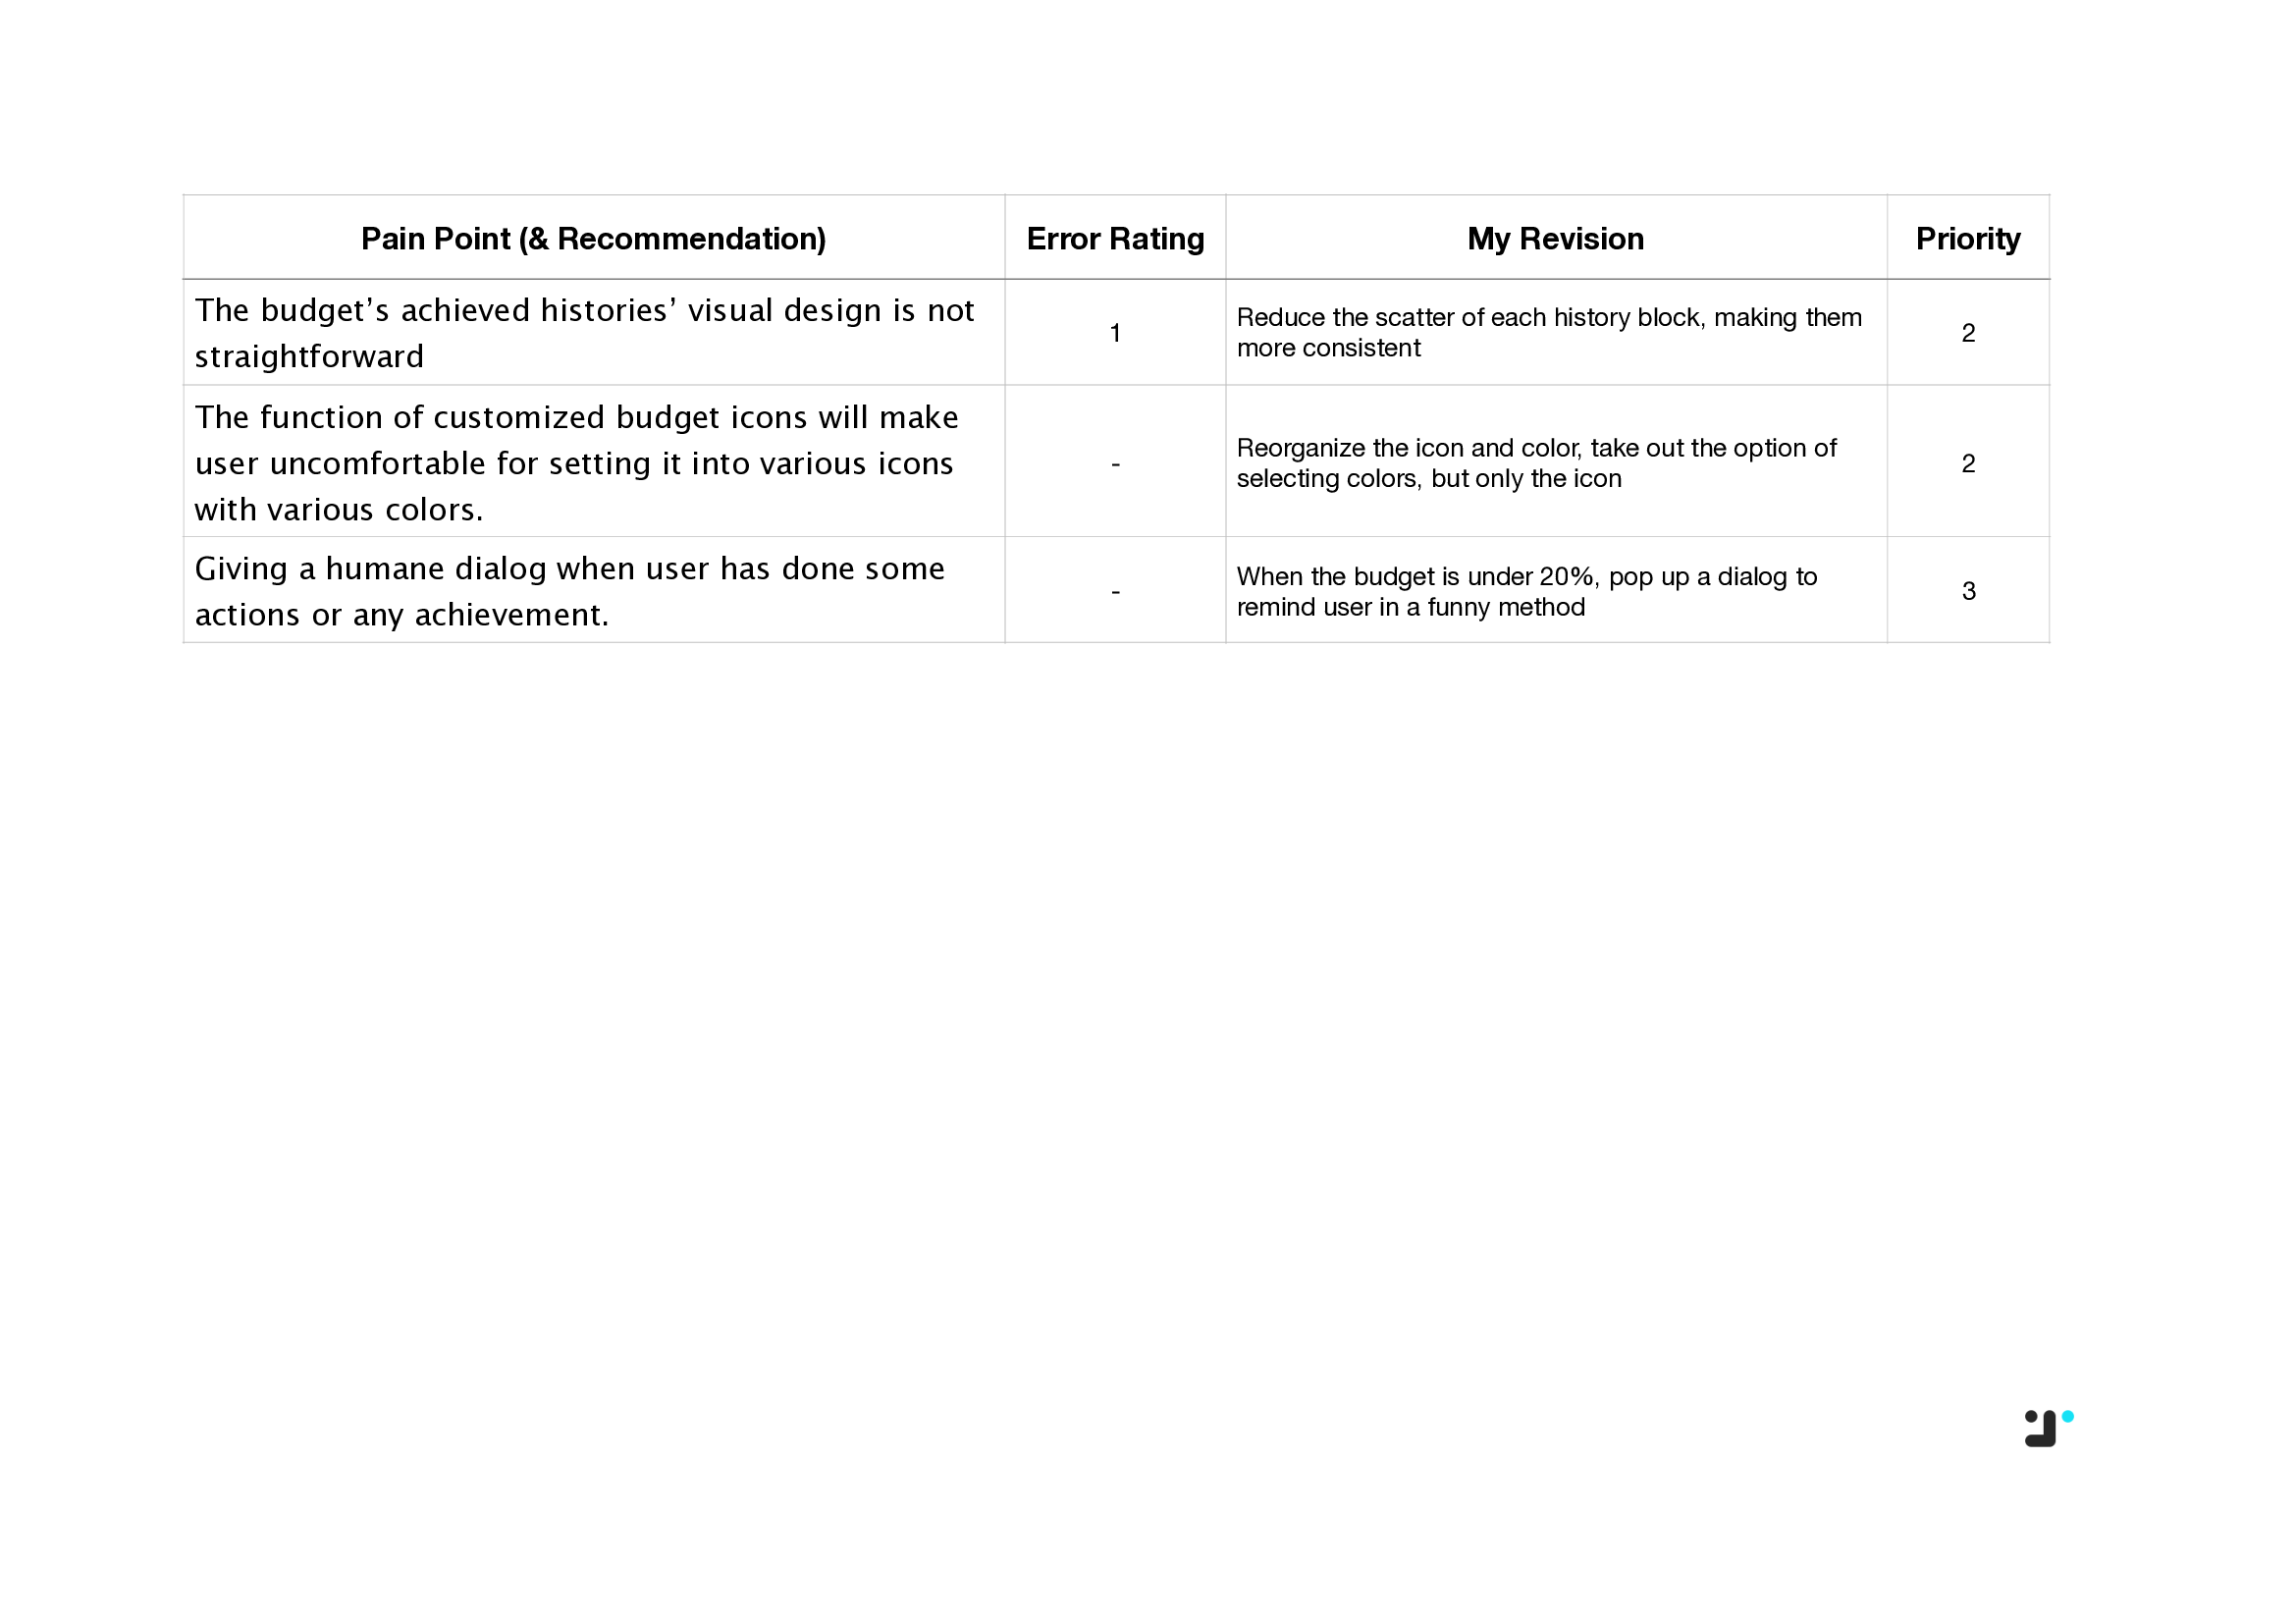 Pain Point (& Recommendation)
Error Rating
My Revision
Priority
The budget’s achieved histories’ visual design is not
straightforward
1
Reduce the scatter of each history block, making them
more consistent
2
The function of customized budget icons will make
user uncomfortable for setting it into various icons
with various colors.
-
Reorganize the icon and color, take out the option of
selecting colors, but only the icon
2
Giving a humane dialog when user has done some
actions or any achievement.
-
When the budget is under 20%, pop up a dialog to
remind user in a funny method
3